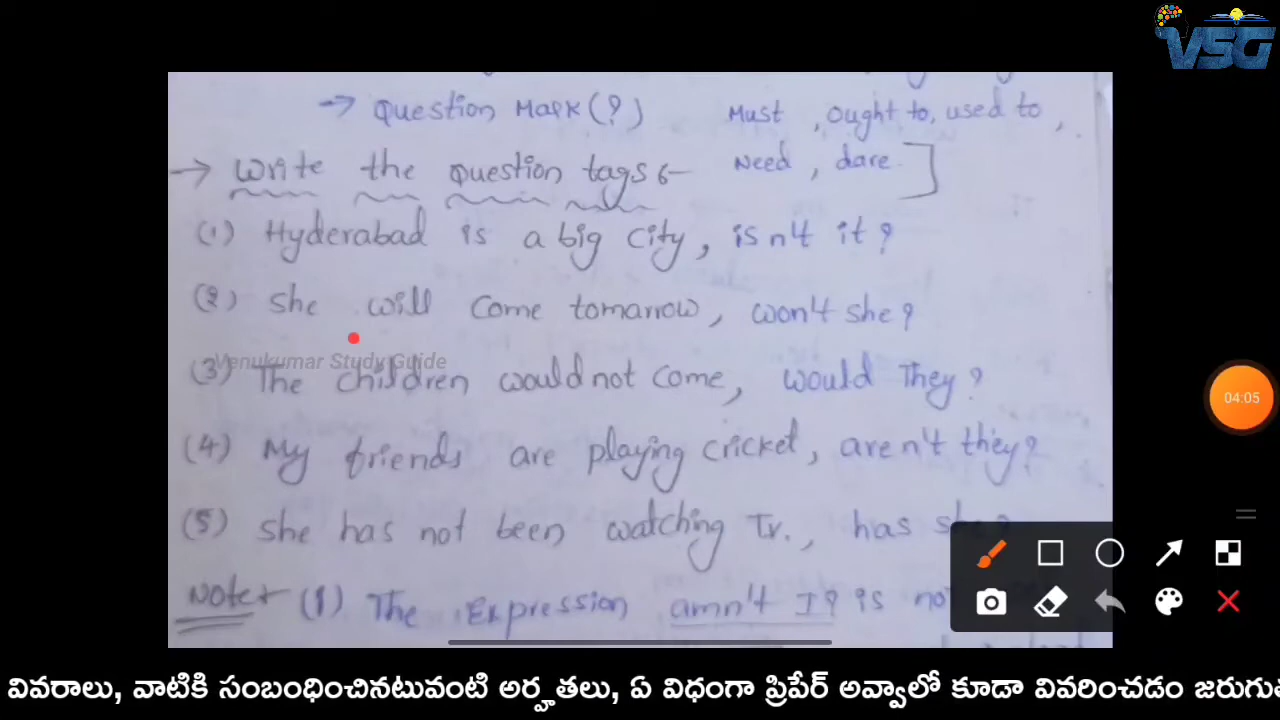 VSG
→ Question Mark (?) Must, ought to, used to,
→ Write the Question tags:- Need, dare]
(1) Hyderabad is a big city, isn't it?
(2) She will come tomorrow, won't she?
Venukumar Study Guide
(3) The children would not come, would They?
(4) My friends are playing cricket, aren't they?
(5) She has not been watching Tv., has she?
04:05
Note:- (1) The Expression amn't I? is not
వివరాలు, వాటికి సంబంధించినటువంటి అర్హతలు, ఏ విధంగా ప్రిపేర్ అవ్వాలో కూడా వివరించడం జరుగుత